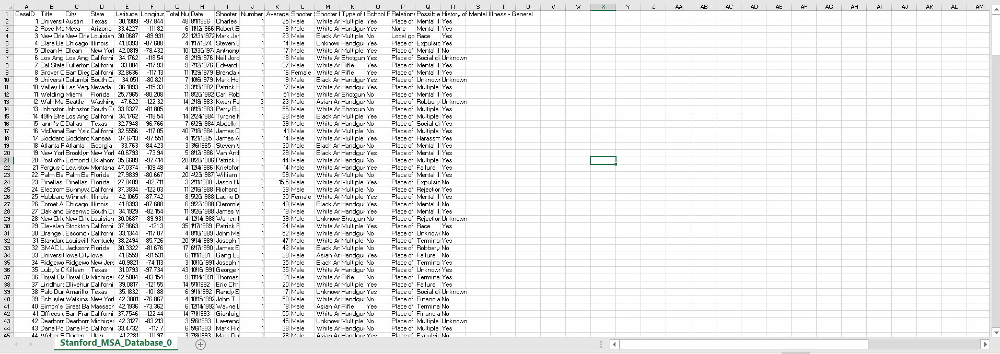 A B C D E F G H I J K L M N O P Q R S T U V W X Y Z AA AB AC AD AE AF AG AH AI AJ AK AL AM
1 CaseID Title City State Latitude Longituc Total Nu Date Shooter Number Average Shooter Shooter Type of School F Relations Possible History of Mental Illness - General
2 1 Universit Austin Texas 30.1989 -97.844 48 8/1/1966 Charles 1 25 Male White Ar Multiple Yes Place of Mental il Yes
3 2 Rose-Ma Mesa Arizona 33.4227 -111.82 6 11/12/1966 Robert B 1 18 Male White Ar Handgur Yes None Mental il Yes
4 3 New Orle New Orle Louisian 30.0687 -89.931 22 12/31/1972 Mark Jar 1 23 Male Black Ar Multiple No Local go Race Yes
5 4 Clara Ba Chicago Illinois 41.8393 -87.688 4 1/17/1974 Steven G 1 14 Male Unknowr Handgur Yes Place of Expulsic Yes
6 5 Olean Hi Olean New Yorl 42.0819 -78.432 10 12/30/1974 Anthony 1 17 Male White Ar Multiple Yes Place of Mental il No
7 6 Los Ang Los Ang Californi 34.1762 -118.54 8 2/19/1976 Neil Jorc 1 18 Male White Ar Shotgun Yes Place of Social di Unknown
8 7 Cal State Fullerton Californi 33.884 -117.93 9 7/12/1976 Edward 1 37 Male White Ar Rifle Yes Place of Mental il Yes
9 8 Grover C San Dieg Californi 32.8636 -117.13 11 1/29/1979 Brenda A 1 16 Female White Ar Rifle Yes Place of Mental il Yes
10 9 Universit Columbi South Ca 34.051 -80.821 7 10/6/1979 Mark Hou 1 19 Male Black Ar Handgur Yes Place of Unknowr Unknown
11 10 Valley Hi Las Veg Nevada 36.1893 -115.33 3 3/19/1982 Patrick H 1 17 Male White Ar Handgur Yes Place of Multiple Yes
12 11 Welding Miami Florida 25.7965 -80.208 11 8/20/1982 Carl Rob 1 51 Male White Ar Shotgun No Place of Mental il Yes
13 12 Wah Me Seattle Washing 47.622 -122.32 14 2/19/1983 Kwan Fa 3 23 Male Asian Ar Handgur No Place of Robbery Unknown
14 13 Johnstor Johnstor South Ca 33.8327 -81.805 4 8/19/1983 Perry Bu 1 55 Male White Ar Shotgun No Place of Multiple Yes
15 14 49th Stre Los Ang Californi 34.1762 -118.54 14 2/24/1984 Tyrone M 1 28 Male Black Ar Multiple Yes Place of Multiple Yes
16 15 Ianni's C Dallas Texas 32.7948 -96.766 7 6/29/1984 Abdelkri 1 39 Male White Ar Handgur No Place of Social di Yes
17 16 McDonal San Ysic Californi 32.5556 -117.05 40 7/18/1984 James O 1 41 Male White Ar Multiple No Place of Multiple Yes
18 17 Goddarc Goddarc Kansas 37.6713 -97.551 4 1/21/1985 James A 1 14 Male White Ar Multiple Yes Place of Harassm Yes
19 18 Atlanta F Atlanta Georgia 33.763 -84.423 3 3/6/1985 Steven V 1 30 Male Black Ar Handgur No Place of Mental il Yes
20 19 New Yorl Brooklyr New Yorl 40.6793 -73.94 5 8/12/1986 Van Antl 1 29 Male Black Ar Handgur Yes Place of Mental il Yes
21 20 Post offi Edmond Oklahom 35.6689 -97.414 20 8/20/1986 Patrick H 1 44 Male White Ar Handgur No Place of Multiple Yes
22 21 Fergus C Lewistov Montana 47.0374 -109.48 4 12/4/1986 Kristofor 1 14 Male White Ar Handgur Yes Place of Failure Yes
23 22 Palm Ba Palm Ba Florida 27.9839 -80.667 20 4/23/1987 William 1 59 Male White Ar Multiple No Place of Mental il Yes
24 23 Pinellas Pinellas Florida 27.8489 -82.711 3 2/11/1988 Jason Ha 2 15.5 Male White Ar Multiple Yes Place of Expulsic No
25 24 Electrom Sunnyva Californi 37.3834 -122.03 11 2/16/1988 Richard 1 39 Male White Ar Multiple No Place of Rejectior Yes
26 25 Hubbarc Winnetk Illinois 42.1065 -87.742 8 5/20/1988 Laurie D 1 30 Female White Ar Multiple Yes Place of Mental il Yes
27 26 Comet A Chicago Illinois 41.8393 -87.688 6 9/22/1988 Clemmie 1 40 Male Black Ar Handgur Yes Place of Mental il No
28 27 Oakland Greenwc South Ca 34.1929 -82.154 11 9/26/1988 James W 1 19 Male White Ar Handgur Yes Place of Mental il Yes
29 28 New Orle New Orle Louisian 30.0687 -89.931 4 12/14/1988 Warren 1 39 Male Unknowr Shotgun No Place of Rejectior Unknown
30 29 Clevelan Stockton Californi 37.9663 -121.3 35 1/17/1989 Patrick F 1 24 Male White Ar Multiple Yes Place of Race Yes
31 30 Orange Escondi Californi 33.1344 -117.07 4 8/10/1989 John Me 1 52 Male White Ar Handgur No Place of Unknowr No
32 31 Standarc Louisvill Kentucky 38.2494 -85.726 20 9/14/1989 Joseph 1 47 Male White Ar Multiple No Place of Termina Yes
33 32 GMAC L Jackson Florida 30.3322 -81.676 17 6/17/1990 James E 1 42 Male Black Ar Multiple No Place of Robbery No
34 33 Universit Iowa City Iowa 41.6559 -91.531 6 11/1/1991 Gang Lu 1 28 Male Asian Ar Handgur Yes Place of Failure No
35 34 Ridgewo Ridgewo New Jers 40.9821 -74.113 3 10/10/1991 Joseph M 1 35 Male Black Ar Multiple No Place of Termina Yes
36 35 Luby's C Killeen Texas 31.0793 -97.734 43 10/16/1991 George H 1 35 Male White Ar Handgur No Place of Unknowr Yes
37 36 Royal Oa Royal Oa Michigar 42.5084 -83.154 9 11/14/1991 Thomas 1 31 Male White Ar Rifle No Place of Termina Yes
38 37 Lindhurs Olivehur Californi 39.0817 -121.55 14 5/1/1992 Eric Chri 1 20 Male White Ar Multiple Yes Place of Failure Yes
39 38 Palo Dur Amarillo Texas 35.1832 -101.88 6 9/11/1992 Randy E 1 17 Male Unknowr Handgur Yes Place of Social di Unknown
40 39 Schuyler Watkins New Yorl 42.3801 -76.867 4 10/15/1992 John T. 1 50 Male White Ar Handgur No Place of Financia No
41 40 Simon's Great Ba Massach 42.1936 -73.362 6 12/14/1992 Wayne L 1 18 Male Asian Ar Rifle Yes Place of Termina No
42 41 Offices c San Frar Californi 37.7546 -122.44 14 7/1/1993 Gianluig 1 55 Male White Ar Handgur No Place of Financia No
43 42 Dearborr Dearborr Michigar 42.3127 -83.213 3 5/6/1993 Lawrenc 1 45 Male Unknowr Multiple No Place of Multiple Unknown
44 43 Dana Po Dana Po Californi 33.4732 -117.7 6 5/6/1993 Mark Ric 1 38 Male White Ar Handgur No Place of Multiple Yes
45 44 Weber S Ogden Utah 41.2281 -111.97 3 7/8/1993 Mark Du 1 28 Male Asian Ar Handgur Yes Place of Expulsic No
Stanford_MSA_Database_0